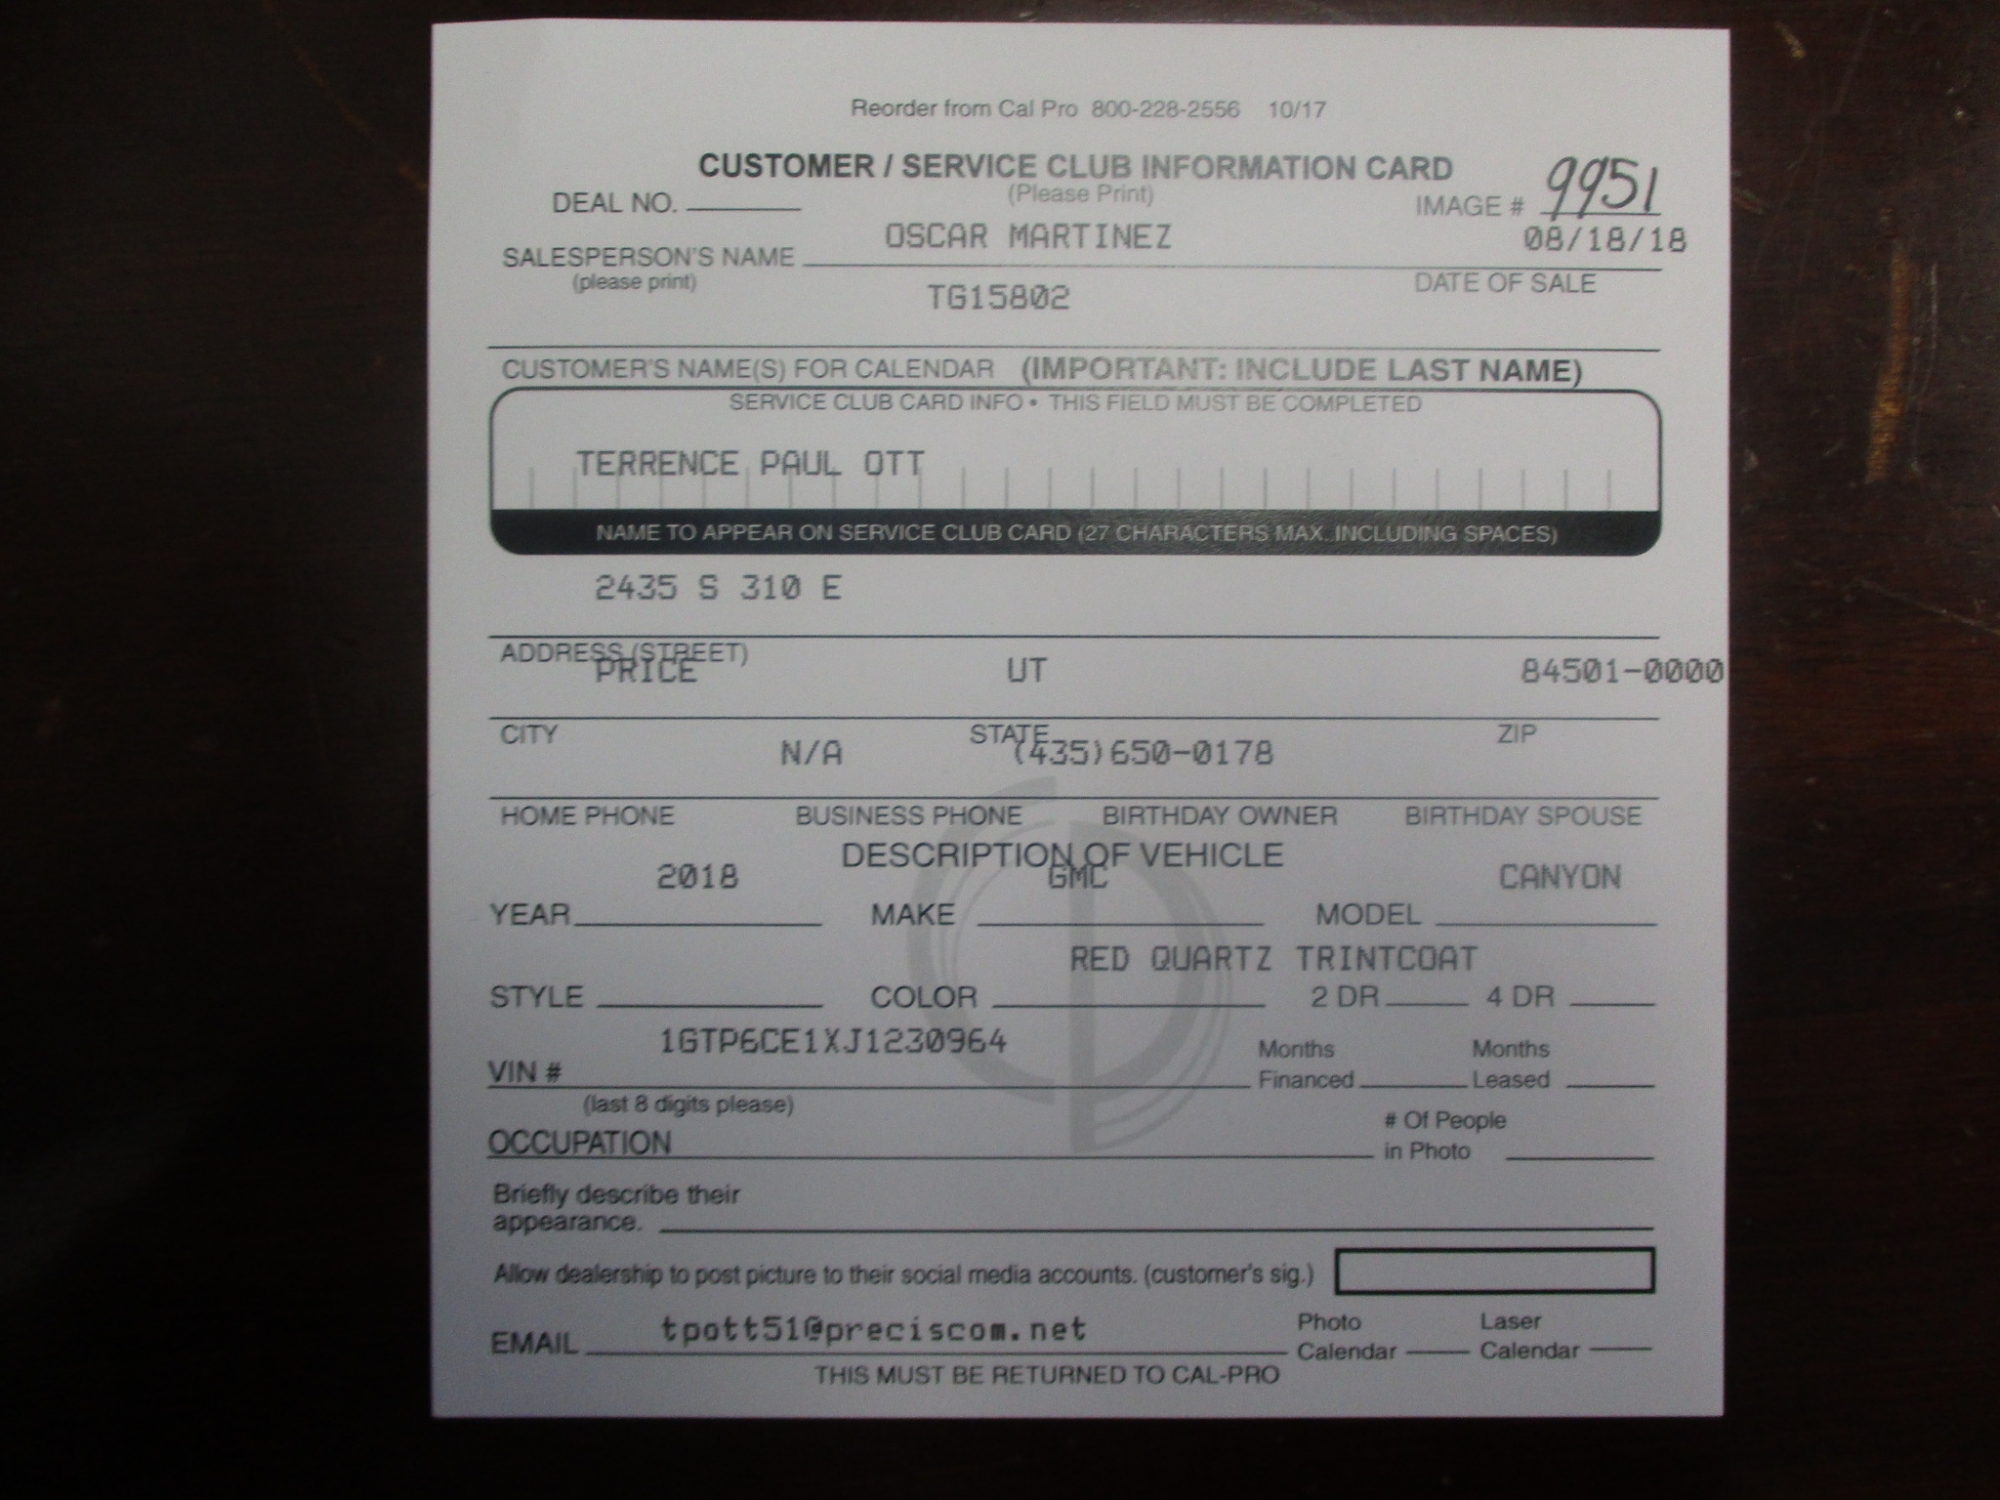 Reorder from Cal Pro 800-228-2556 10/17
CUSTOMER / SERVICE CLUB INFORMATION CARD
(Please Print)
DEAL NO.
IMAGE # 9951
OSCAR MARTINEZ
08/18/18
SALESPERSON'S NAME
(please print)
DATE OF SALE
TG15802
CUSTOMER'S NAME(S) FOR CALENDAR (IMPORTANT: INCLUDE LAST NAME)
SERVICE CLUB CARD INFO • THIS FIELD MUST BE COMPLETED
TERRENCE PAUL OTT
NAME TO APPEAR ON SERVICE CLUB CARD (27 CHARACTERS MAX. INCLUDING SPACES)
2435 S 310 E
ADDRESS (STREET)
PRICE UT 84501-0000
CITY STATE ZIP
N/A (435)650-0178
HOME PHONE BUSINESS PHONE BIRTHDAY OWNER BIRTHDAY SPOUSE
DESCRIPTION OF VEHICLE
2018 GMC CANYON
YEAR MAKE MODEL
RED QUARTZ TRINTCOAT
STYLE COLOR 2 DR 4 DR
1GTP6CE1XJ1230964
VIN #
(last 8 digits please)
Months Financed
Months Leased
OCCUPATION
# Of People
in Photo
Briefly describe their
appearance.
Allow dealership to post picture to their social media accounts. (customer's sig.)
EMAIL tpott51@preciscom.net
Photo Calendar
Laser Calendar
THIS MUST BE RETURNED TO CAL-PRO